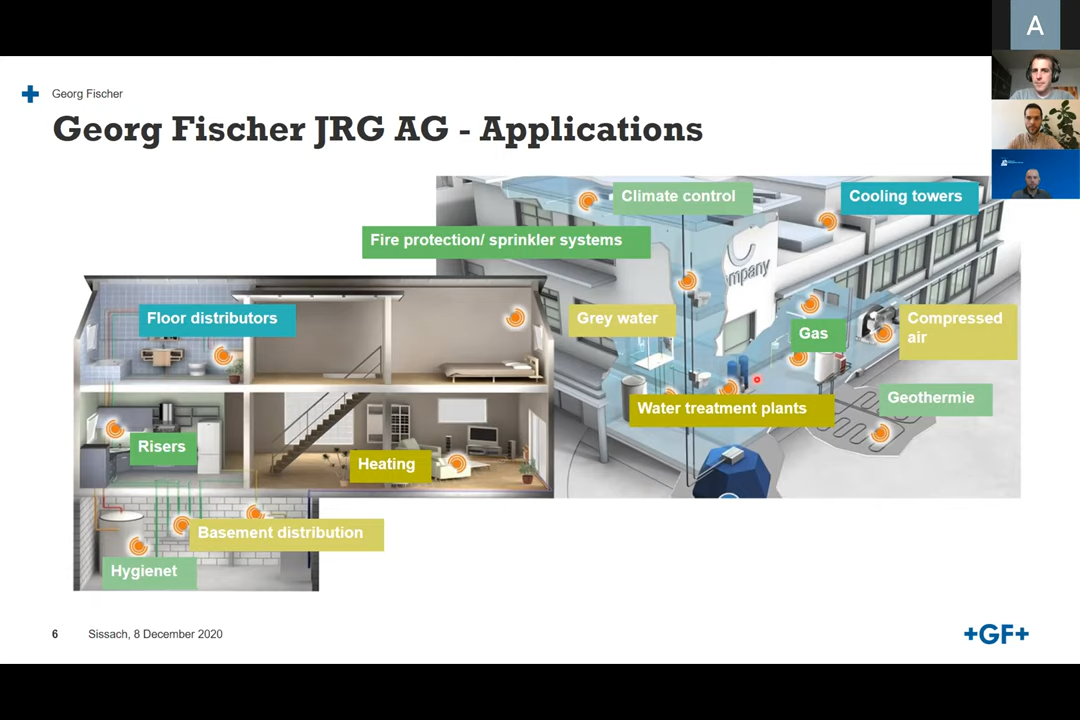 A
Georg Fischer
Georg Fischer JRG AG - Applications
Climate control
Cooling towers
Fire protection/ sprinkler systems
mpany
Floor distributors
Grey water
Gas
Compressed
air
Geothermie
Water treatment plants
Risers
Heating
Basement distribution
Hygienet
6
Sissach, 8 December 2020
+GF+